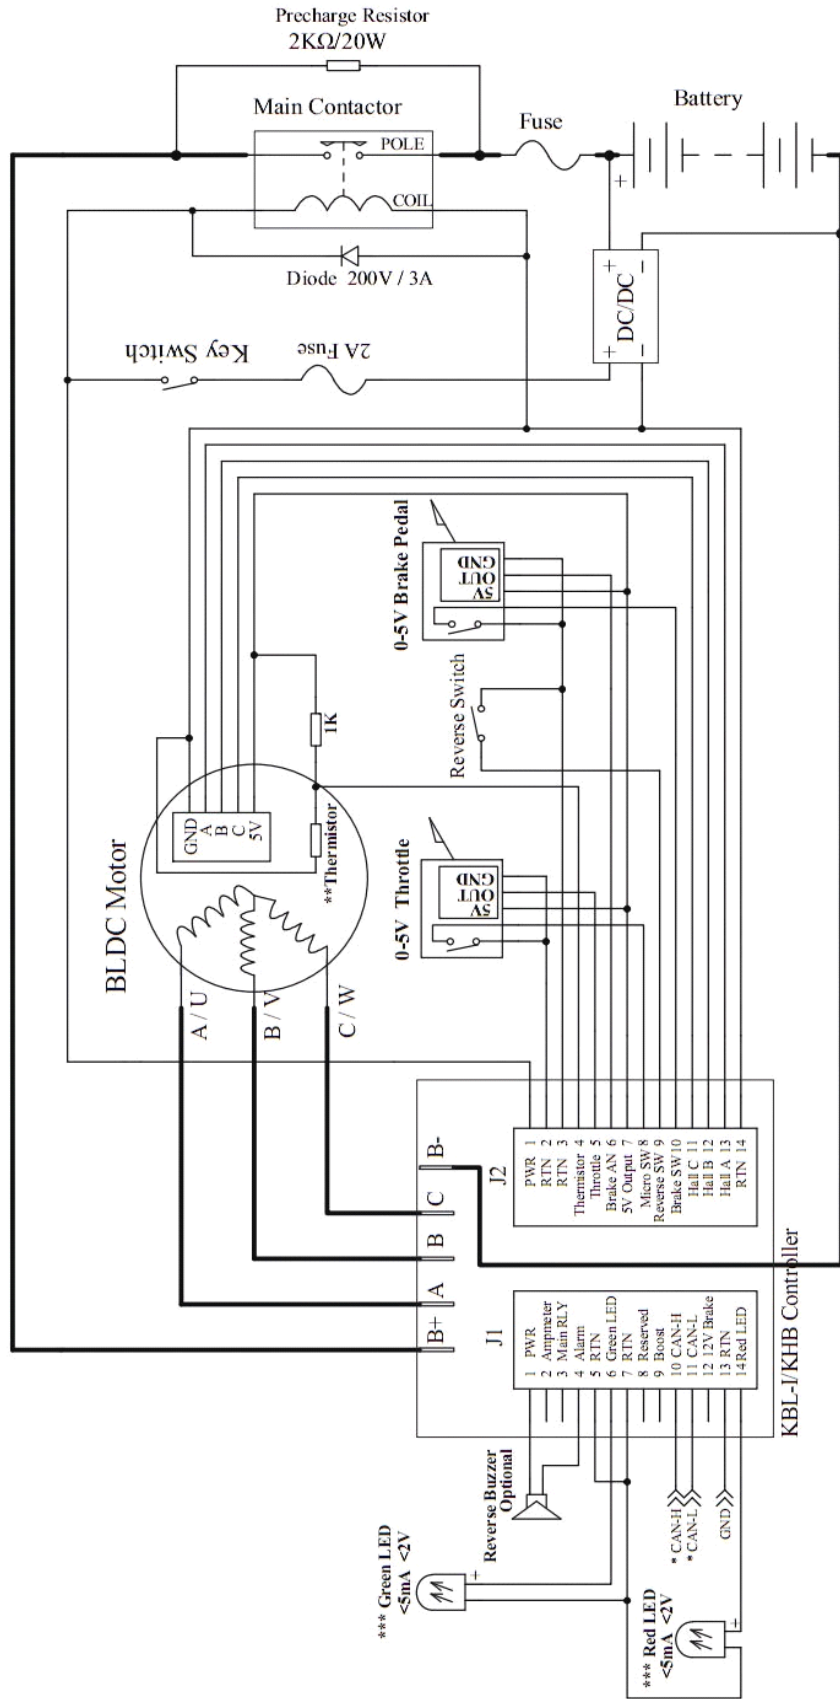 Precharge Resistor
2KΩ/20W
Main Contactor
POLE
COIL
Fuse
Battery
+
Diode 200V / 3A
DC/DC
+
−
+
−
Key Switch
2A Fuse
0-5V Brake Pedal
GND
OUT
5V
Reverse Switch
1K
BLDC Motor
GND
A
B
C
5V
**Thermistor
0-5V Throttle
GND
OUT
5V
A / U
B / V
C / W
B-
C
B
A
B+
J2
PWR 1
RTN 2
RTN 3
Thermistor 4
Throttle 5
Brake AN 6
5V Output 7
Micro SW 8
Reverse SW 9
Brake SW10
Hall C 11
Hall B 12
Hall A 13
RTN 14
J1
1 PWR
2 Ampmeter
3 Main RLY
4 Alarm
5 RTN
6 Green LED
7 RTN
8 Reserved
9 Boost
10 CAN-H
11 CAN-L
12 12V Brake
13 RTN
14 Red LED
KBL-I/KHB Controller
Reverse Buzzer
Optional
*** Green LED
<5mA <2V
+
* CAN-H
* CAN-L
GND
*** Red LED
<5mA <2V
+